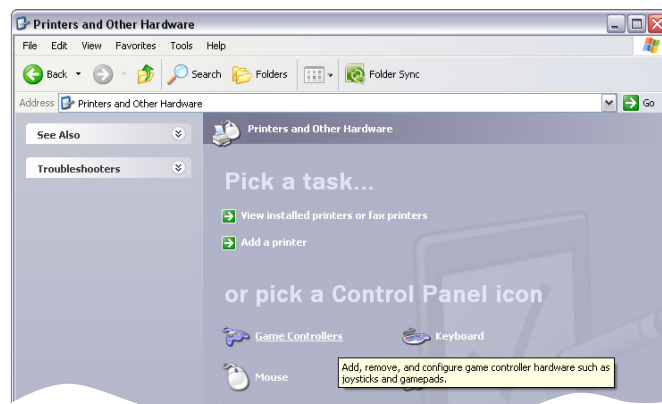 Printers and Other Hardware
File Edit View Favorites Tools Help
Back Search Folders Folder Sync
Address Printers and Other Hardware Go
See Also
Printers and Other Hardware
Troubleshooters
Pick a task...
View installed printers or fax printers
Add a printer
or pick a Control Panel icon
Game Controllers Keyboard
Mouse
Add, remove, and configure game controller hardware such as
joysticks and gamepads.